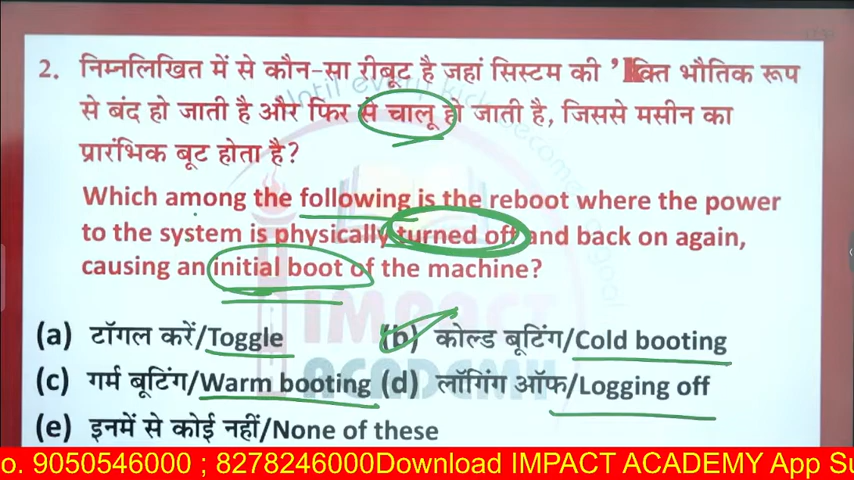 2. निम्नलिखित में से कौन-सा रीबूट है जहां सिस्टम की भौतिक रूप
से बंद हो जाती है और फिर से चालू हो जाती है, जिससे मसीन का
प्रारंभिक बूट होता है?
Which among the following is the reboot where the power
to the system is physically turned off and back on again,
causing an initial boot of the machine?
(a) टॉगल करें/Toggle (b) कोल्ड बूटिंग/Cold booting
(c) गर्म बूटिंग/Warm booting (d) लॉगिंग ऑफ/Logging off
(e) इनमें से कोई नहीं/None of these
IMPACT
ACADEMY
o. 9050546000 ; 8278246000Download IMPACT ACADEMY App Su